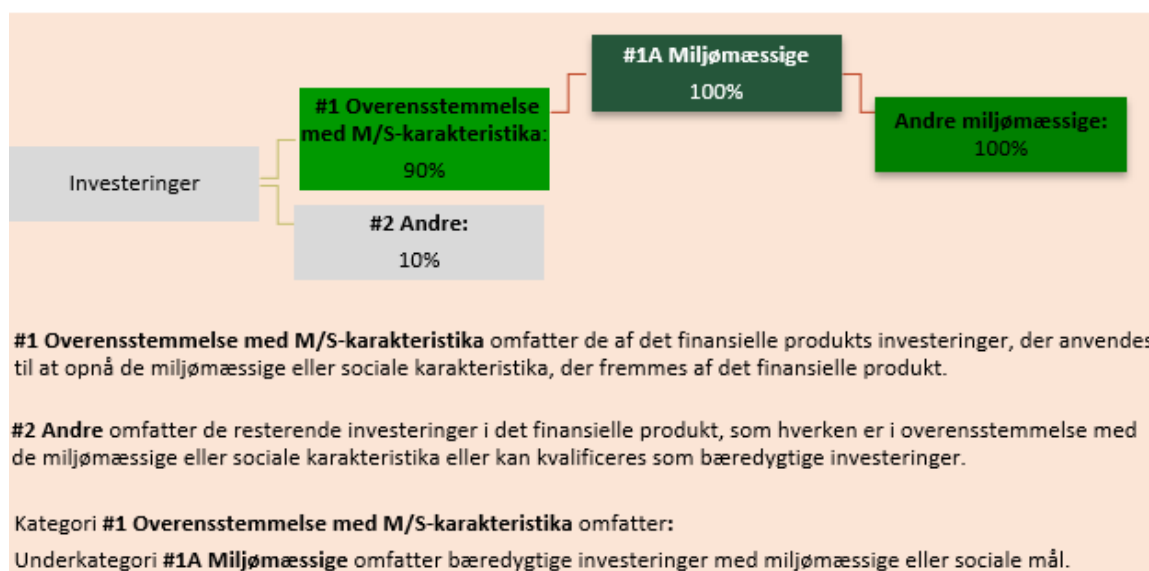 #1A Miljømæssige
100%
#1 Overensstemmelse
med M/S-karakteristika:
90%
Andre miljømæssige:
100%
Investeringer
#2 Andre:
10%
#1 Overensstemmelse med M/S-karakteristika omfatter de af det finansielle produkts investeringer, der anvendes
til at opnå de miljømæssige eller sociale karakteristika, der fremmes af det finansielle produkt.
#2 Andre omfatter de resterende investeringer i det finansielle produkt, som hverken er i overensstemmelse med
de miljømæssige eller sociale karakteristika eller kan kvalificeres som bæredygtige investeringer.
Kategori #1 Overensstemmelse med M/S-karakteristika omfatter:
Underkategori #1A Miljømæssige omfatter bæredygtige investeringer med miljømæssige eller sociale mål.